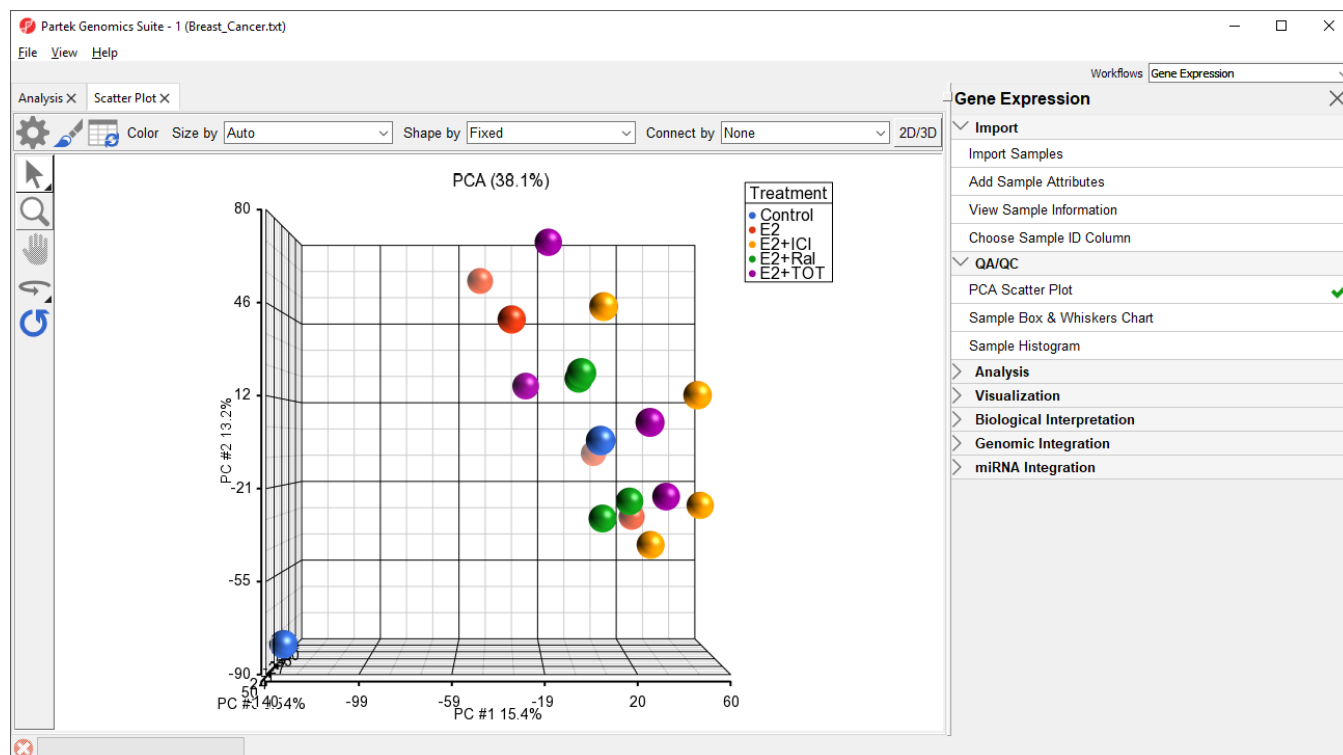 Partek Genomics Suite - 1 (Breast_Cancer.txt)
File View Help
Workflows Gene Expression
Analysis Scatter Plot
Color Size by Auto Shape by Fixed Connect by None 2D/3D
PCA (38.1%)
Treatment
Control
E2
E2+ICI
E2+Ral
E2+TOT
80
46
12
-21
-55
-90
PC #2 13.2%
-99
-59
-19
20
60
PC #1 15.4%
Gene Expression
Import
Import Samples
Add Sample Attributes
View Sample Information
Choose Sample ID Column
QA/QC
PCA Scatter Plot
Sample Box & Whiskers Chart
Sample Histogram
Analysis
Visualization
Biological Interpretation
Genomic Integration
miRNA Integration